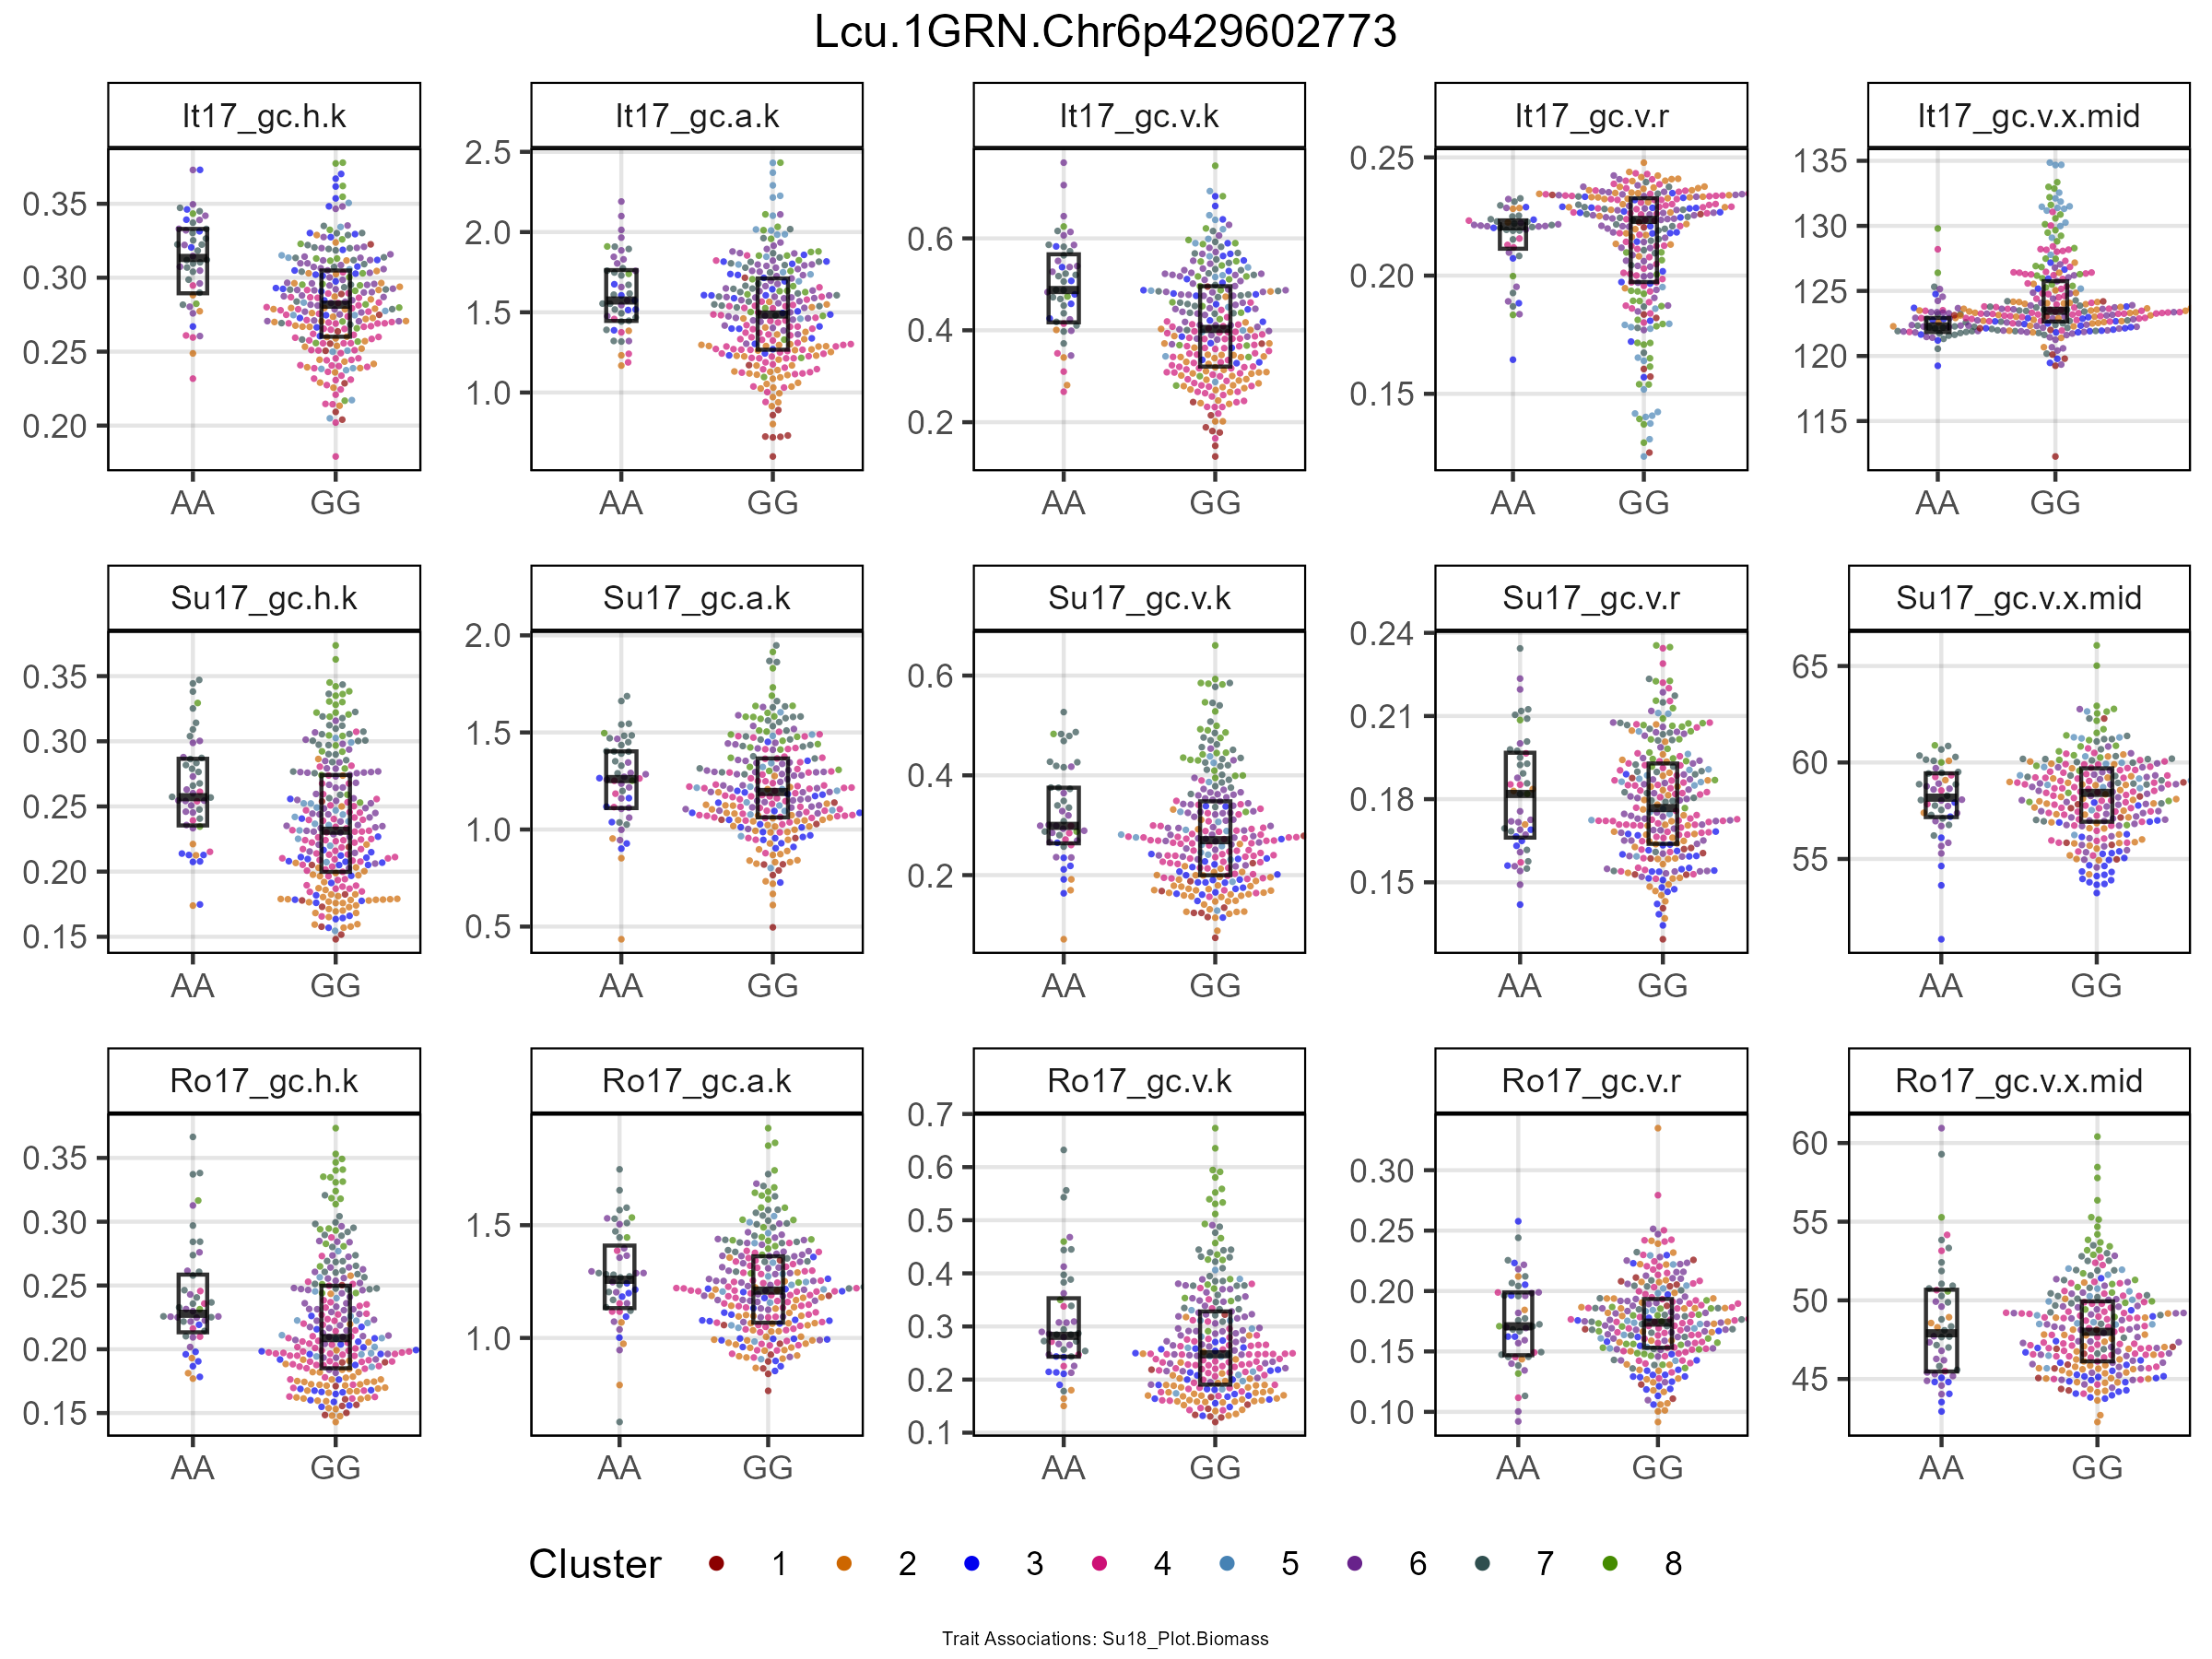 Lcu.1GRN.Chr6p429602773
It17_gc.h.k
It17_gc.a.k
It17_gc.v.k
It17_gc.v.r
It17_gc.v.x.mid
0.35
0.30
0.25
0.20
AA GG
2.5
2.0
1.5
1.0
AA GG
0.6
0.4
0.2
AA GG
0.25
0.20
0.15
AA GG
135
130
125
120
115
AA GG
Su17_gc.h.k
Su17_gc.a.k
Su17_gc.v.k
Su17_gc.v.r
Su17_gc.v.x.mid
0.35
0.30
0.25
0.20
0.15
AA GG
2.0
1.5
1.0
0.5
AA GG
0.6
0.4
0.2
AA GG
0.24
0.21
0.18
0.15
AA GG
65
60
55
AA GG
Ro17_gc.h.k
Ro17_gc.a.k
Ro17_gc.v.k
Ro17_gc.v.r
Ro17_gc.v.x.mid
0.35
0.30
0.25
0.20
0.15
AA GG
1.5
1.0
AA GG
0.7
0.6
0.5
0.4
0.3
0.2
0.1
AA GG
0.30
0.25
0.20
0.15
0.10
AA GG
60
55
50
45
AA GG
Cluster 1 2 3 4 5 6 7 8
Trait Associations: Su18_Plot.Biomass